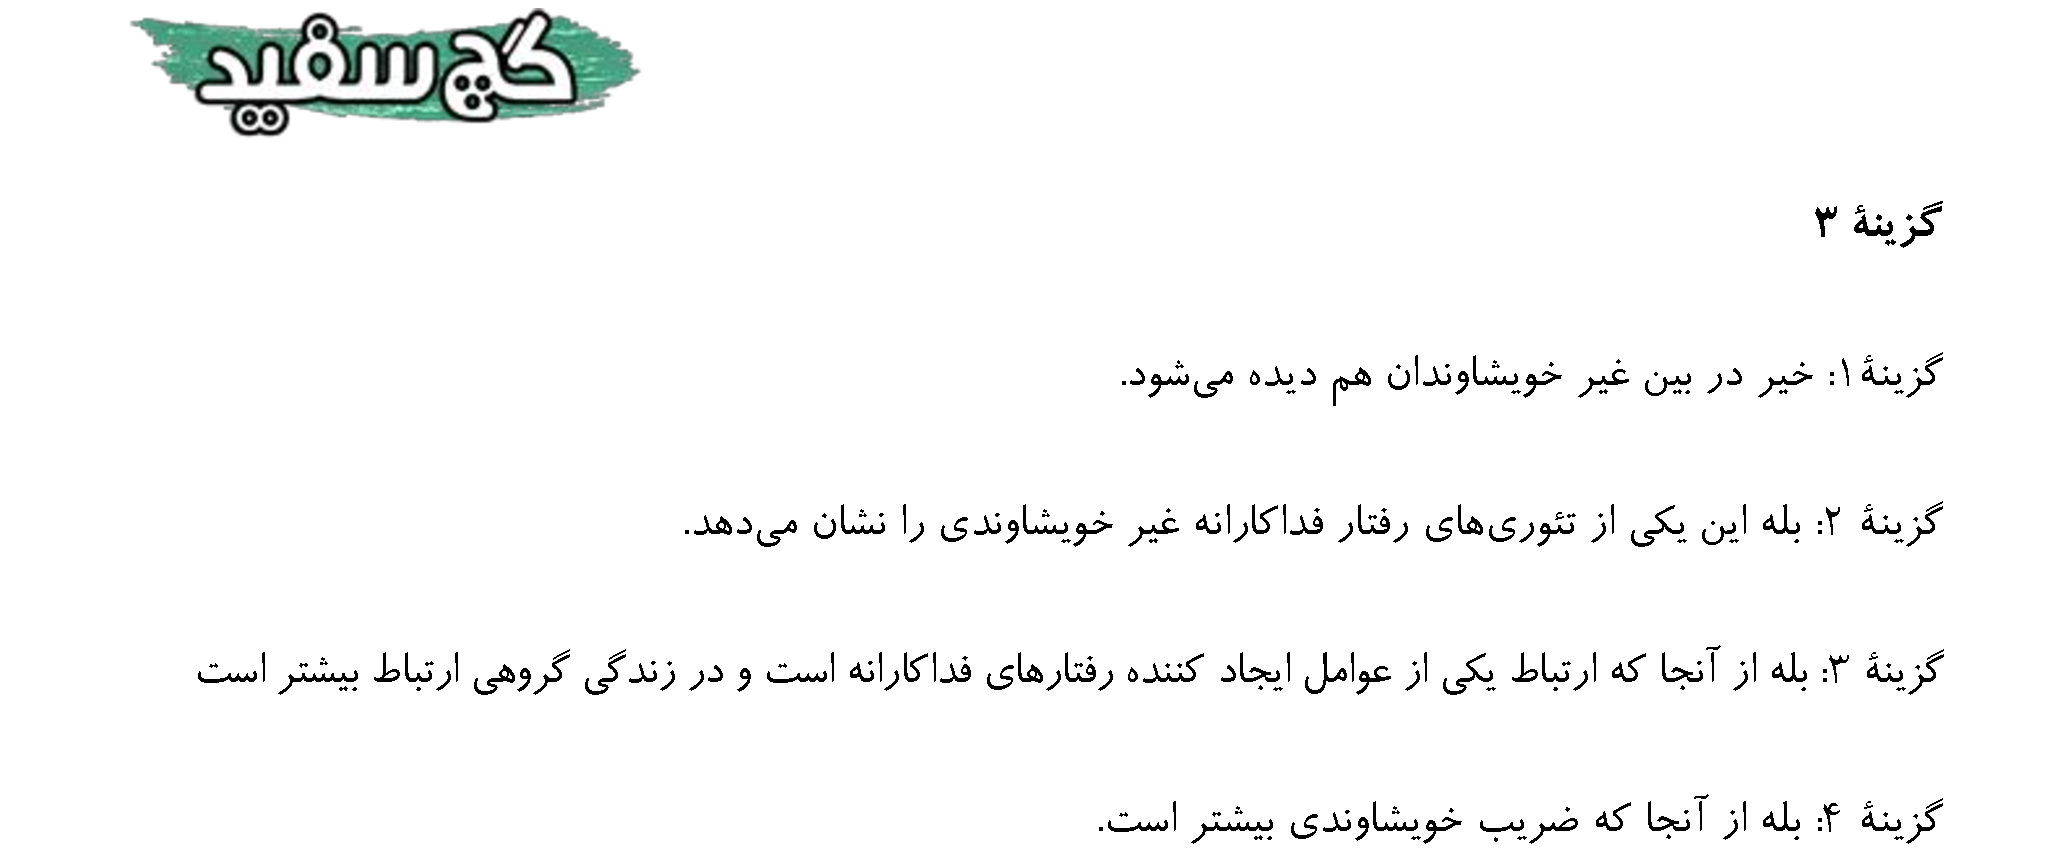 گچ سفید
گزینهٔ ۳
گزینهٔ ۱: خیر در بین غیر خویشاوندان هم دیده می‌شود.
گزینهٔ ۲: بله این یکی از تئوری‌های رفتار فداکارانه غیر خویشاوندی را نشان می‌دهد.
گزینهٔ ۳: بله از آنجا که ارتباط یکی از عوامل ایجاد کننده رفتارهای فداکارانه است و در زندگی گروهی ارتباط بیشتر است
گزینهٔ ۴: بله از آنجا که ضریب خویشاوندی بیشتر است.